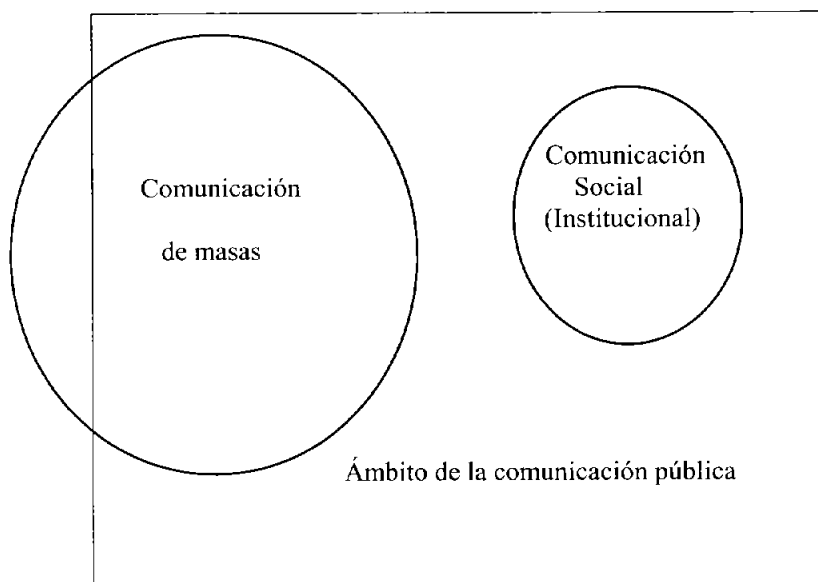 Comunicación
de masas
Comunicación
Social
(Institucional)
Ámbito de la comunicación pública